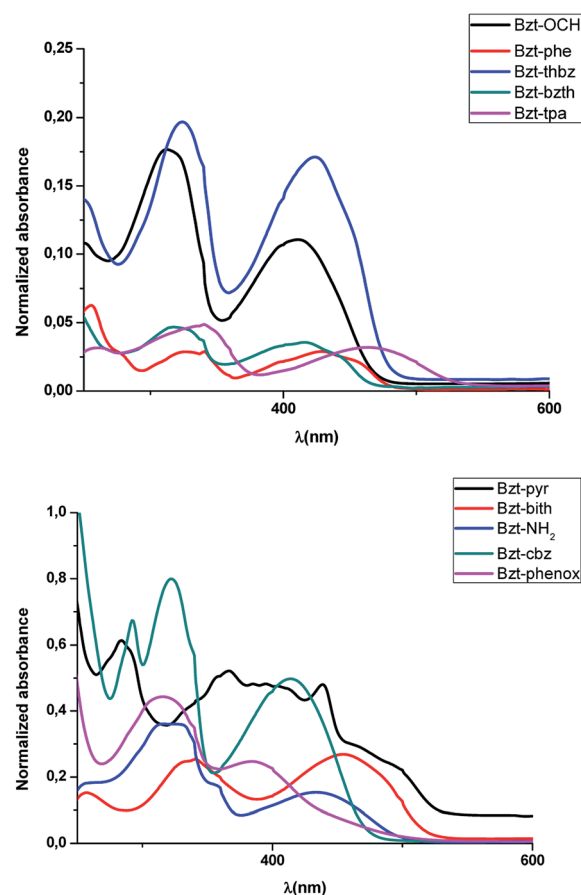 Bzt-OCH
Bzt-phe
Bzt-thbz
Bzt-bzth
Bzt-tpa
0,25
0,20
0,15
0,10
0,05
0,00
Normalized absorbance
400
600
λ(nm)
Bzt-pyr
Bzt-bith
Bzt-NH₂
Bzt-cbz
Bzt-phenox
1,0
0,8
0,6
0,4
0,2
0,0
Normalized absorbance
400
600
λ(nm)